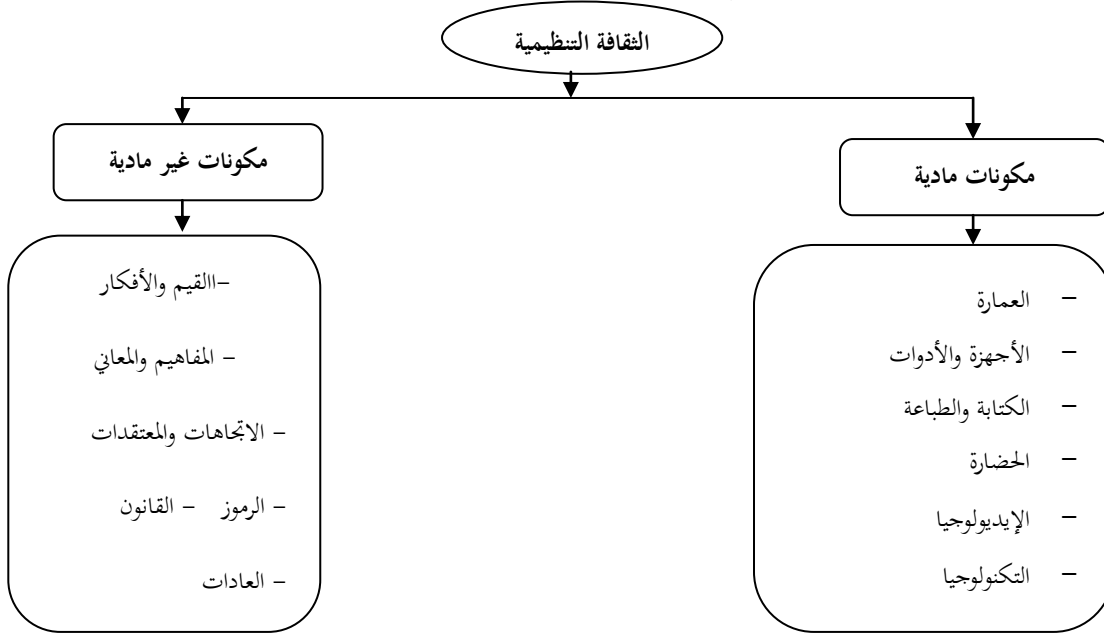 الثقافة التنظيمية
مكونات مادية
– العمارة
– الأجهزة والأدوات
– الكتابة والطباعة
– الحضارة
– الإيديولوجيا
– التكنولوجيا
مكونات غير مادية
–االقيم والأفكار
– المفاهيم والمعاني
– الاتجاهات والمعتقدات
– الرموز – القانون
– العادات